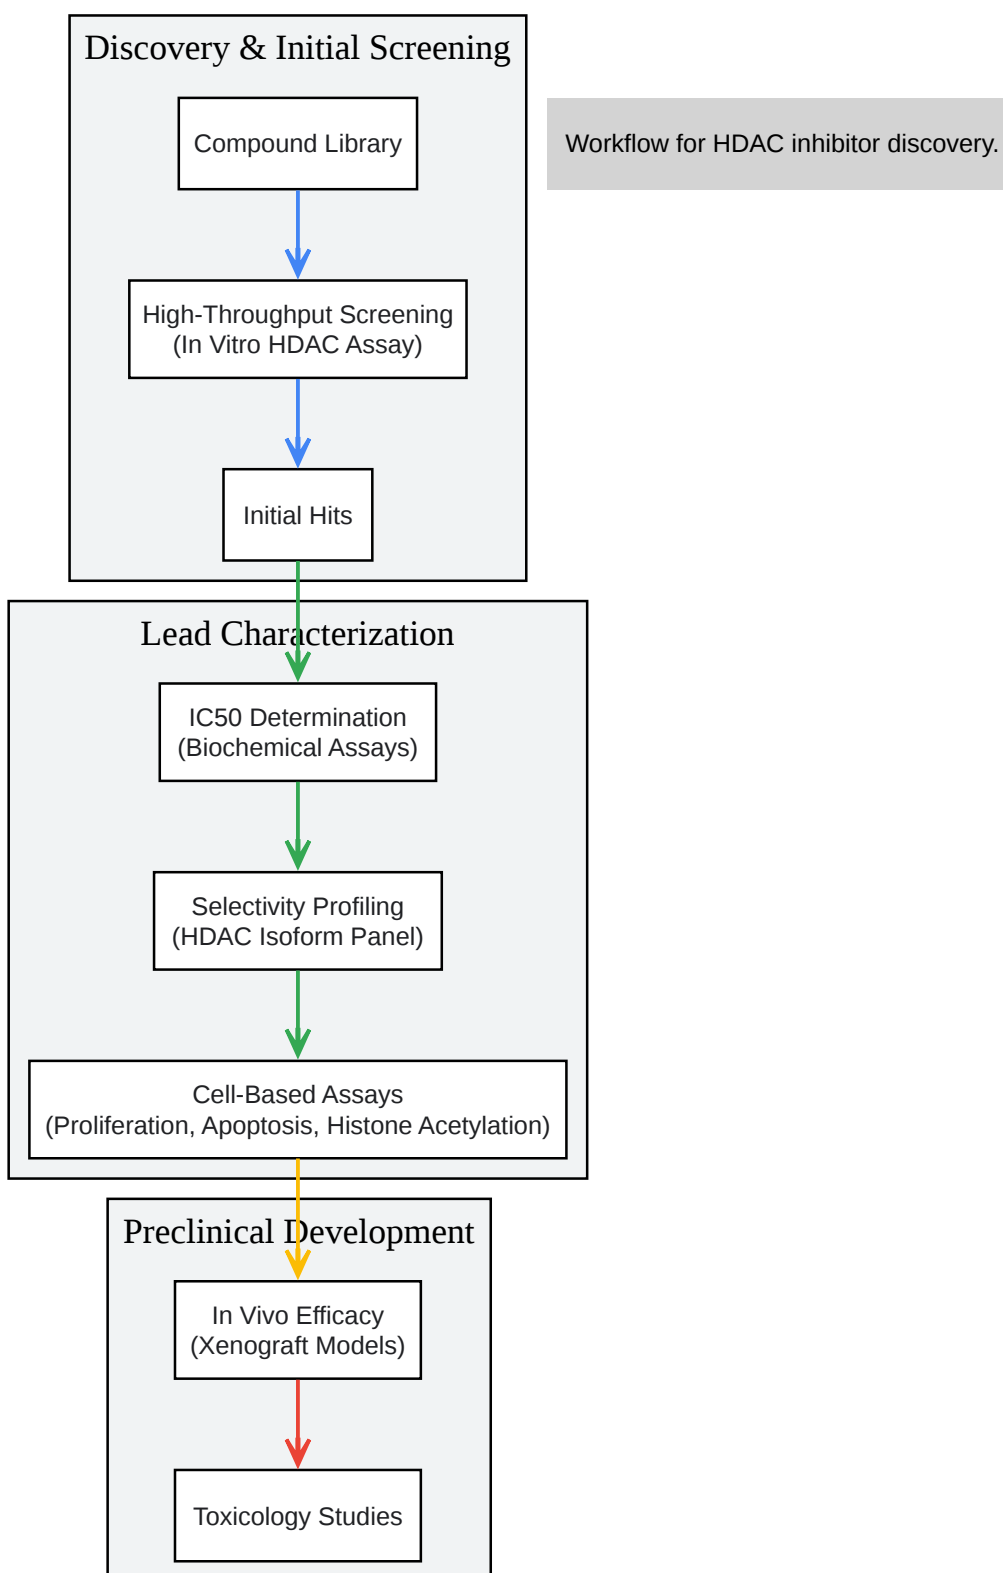 Discovery & Initial Screening
Compound Library
Workflow for HDAC inhibitor discovery.
High-Throughput Screening
(In Vitro HDAC Assay)
Initial Hits
Lead Characterization
IC50 Determination
(Biochemical Assays)
Selectivity Profiling
(HDAC Isoform Panel)
Cell-Based Assays
(Proliferation, Apoptosis, Histone Acetylation)
Preclinical Development
In Vivo Efficacy
(Xenograft Models)
Toxicology Studies